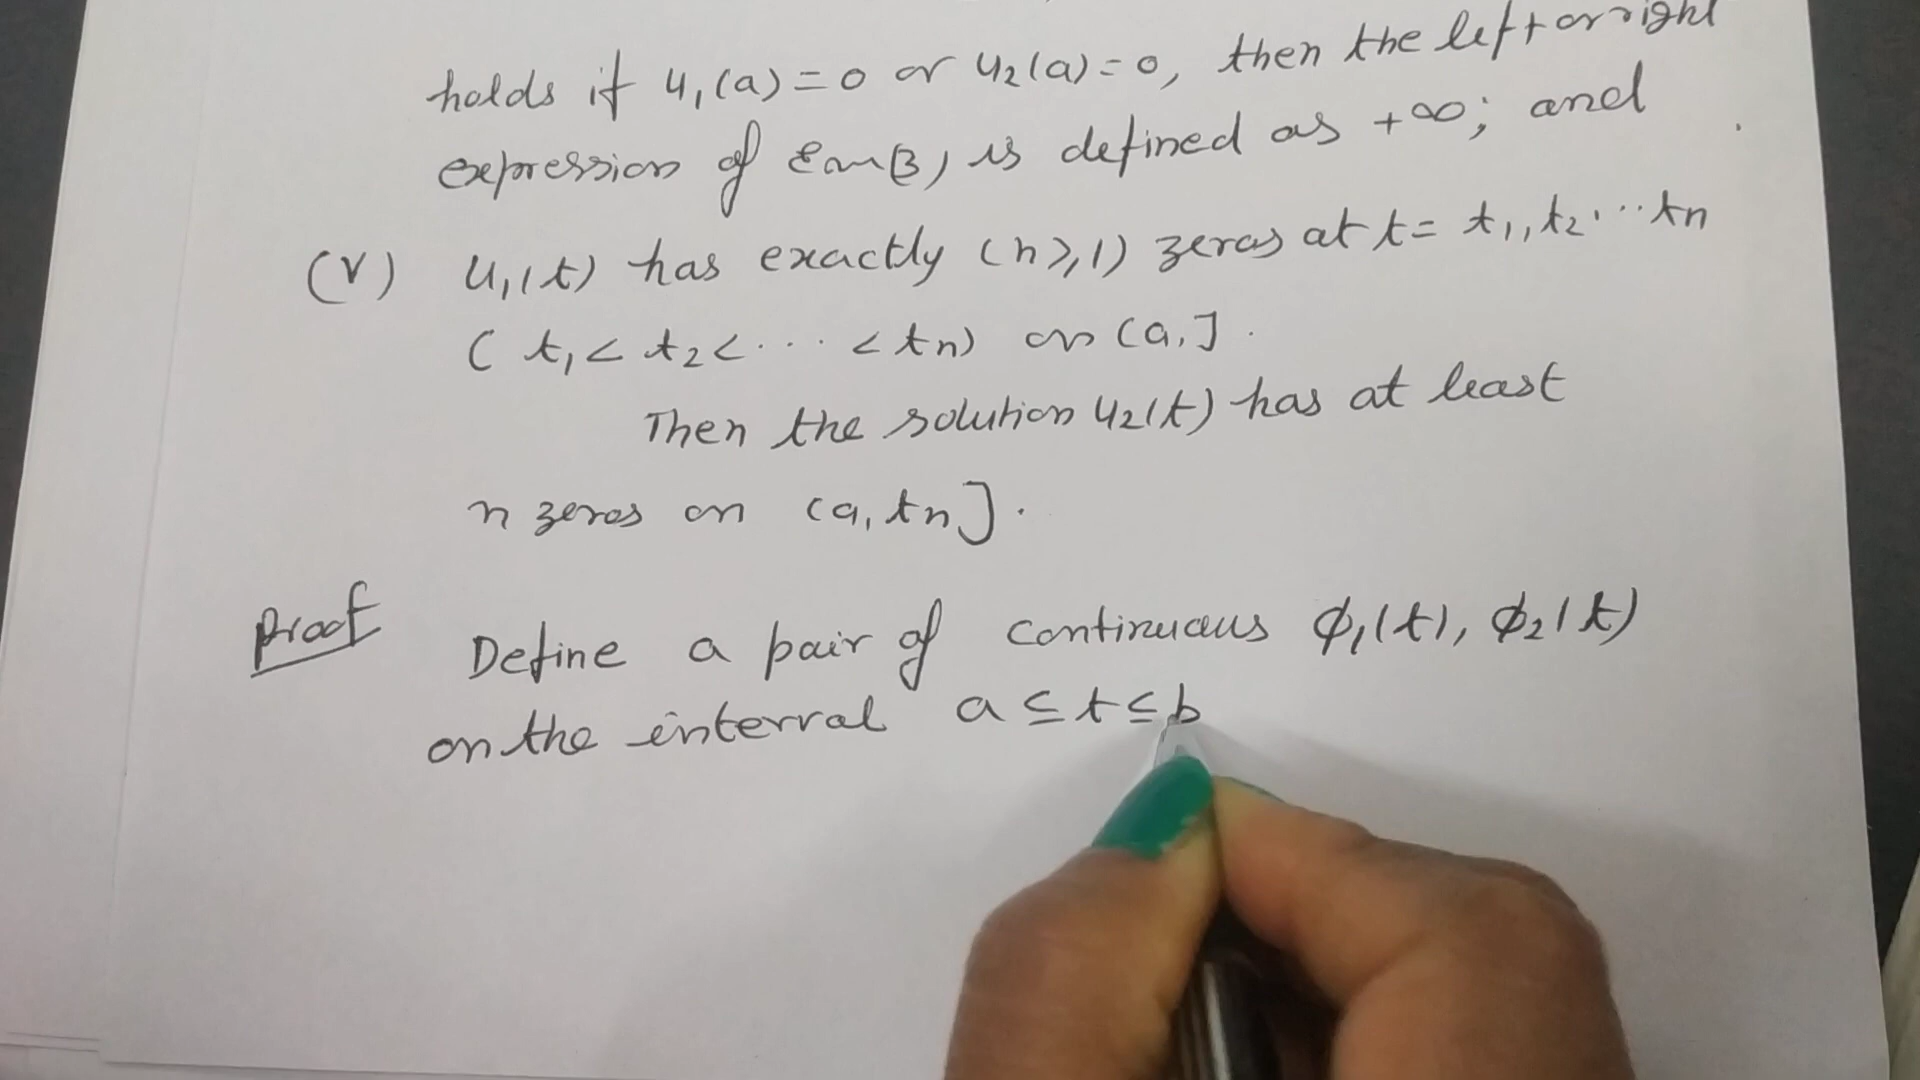 holds if u₁(a)=0 or u₂(a)=0, then the left or right
expression of Eqn(3) is defined as +∞; and
(V) u₁(t) has exactly (n≥1) zeros at t= t₁, t₂, ... tn
( t₁< t₂< ... < tn) on (a, ] .
Then the solution u₂(t) has at least
n zeros on (a, tn] .
Proof Define a pair of continuous ϕ₁(t), ϕ₂(t)
on the interval a ≤ t ≤ b